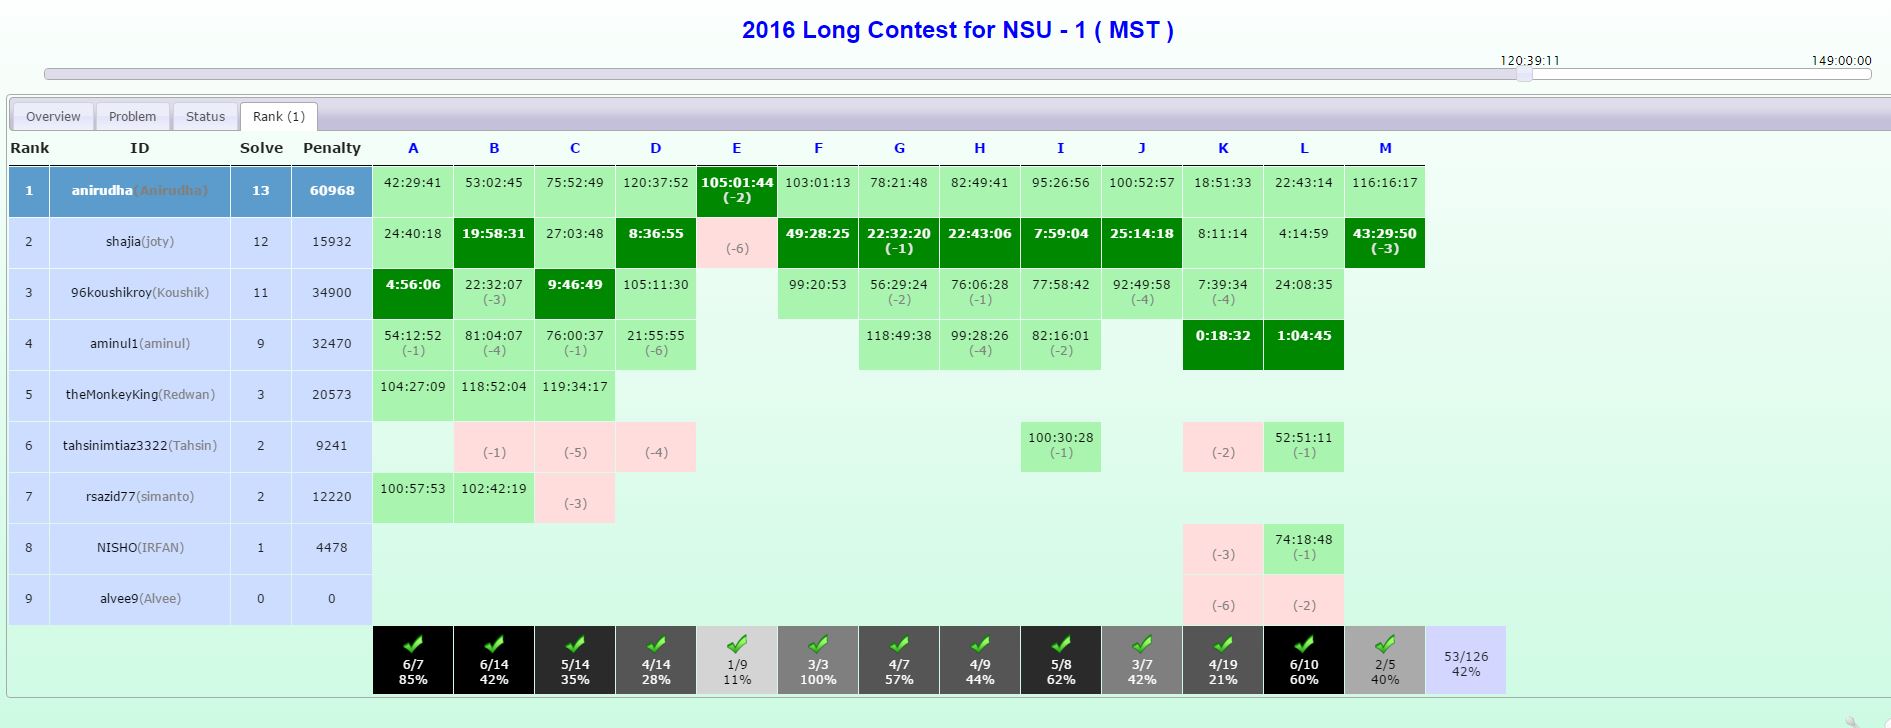 2016 Long Contest for NSU - 1 ( MST )
120:39:11 149:00:00
Overview Problem Status Rank (1)
Rank ID Solve Penalty A B C D E F G H I J K L M
1 anirudha(Anirudha) 13 60968 42:29:41 53:02:45 75:52:49 120:37:52 105:01:44 103:01:13 78:21:48 82:49:41 95:26:56 100:52:57 18:51:33 22:43:14 116:16:17
(-2)
2 shajia(joty) 12 15932 24:40:18 19:58:31 27:03:48 8:36:55 49:28:25 22:32:20 22:43:06 7:59:04 25:14:18 8:11:14 4:14:59 43:29:50
(-6) (-1) (-3)
3 96koushikroy(Koushik) 11 34900 4:56:06 22:32:07 9:46:49 105:11:30 99:20:53 56:29:24 76:06:28 77:58:42 92:49:58 7:39:34 24:08:35
(-3) (-2) (-1) (-4) (-4)
4 aminul1(aminul) 9 32470 54:12:52 81:04:07 76:00:37 21:55:55 118:49:38 99:28:26 82:16:01 0:18:32 1:04:45
(-1) (-4) (-1) (-6) (-4) (-2)
5 theMonkeyKing(Redwan) 3 20573 104:27:09 118:52:04 119:34:17
6 tahsinimtiaz3322(Tahsin) 2 9241 100:30:28 52:51:11
(-1) (-5) (-4) (-1) (-2) (-1)
7 rsazid77(simanto) 2 12220 100:57:53 102:42:19
(-3)
8 NISHO(IRFAN) 1 4478 74:18:48
(-3) (-1)
9 alvee9(Alvee) 0 0 (-6) (-2)
6/7 6/14 5/14 4/14 1/9 3/3 4/7 4/9 5/8 3/7 4/19 6/10 2/5 53/126
85% 42% 35% 28% 11% 100% 57% 44% 62% 42% 21% 60% 40% 42%